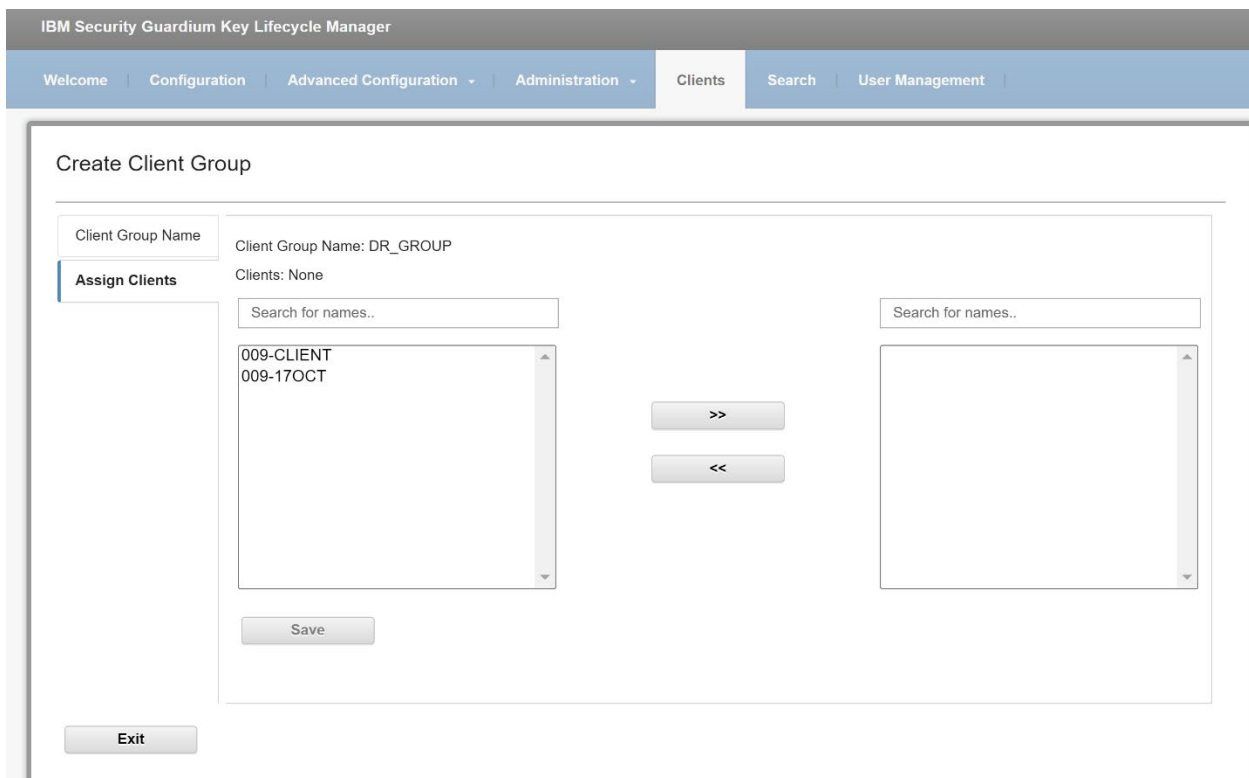 IBM Security Guardium Key Lifecycle Manager
Welcome Configuration Advanced Configuration Administration Clients Search User Management
Create Client Group
Client Group Name
Assign Clients
Client Group Name: DR_GROUP
Clients: None
Search for names..
Search for names..
009-CLIENT
009-17OCT
>>
<<
Save
Exit